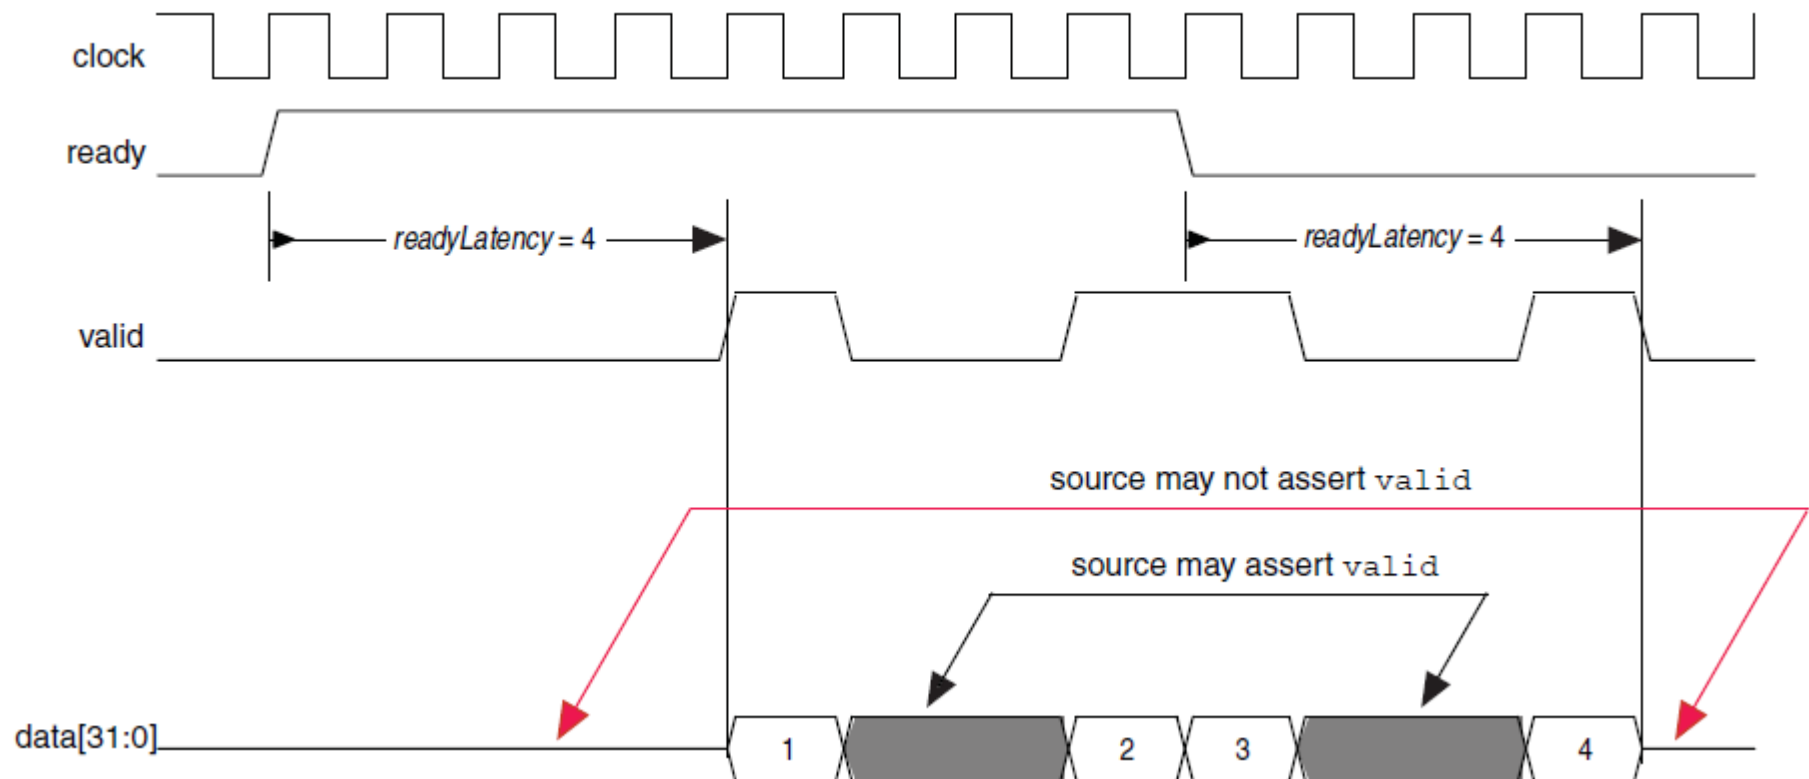 clock
ready
readyLatency = 4
readyLatency = 4
valid
source may not assert valid
source may assert valid
data[31:0]
1
2
3
4